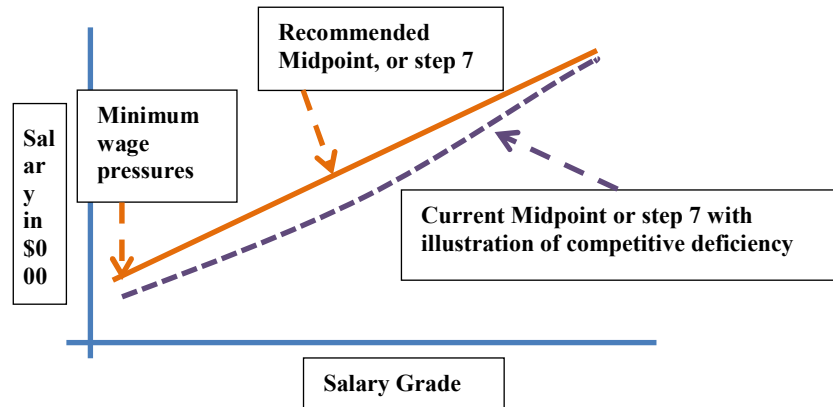 Recommended
Midpoint, or step 7
Minimum
wage
pressures
Sal
ar
y
in
$0
00
Current Midpoint or step 7 with
illustration of competitive deficiency
Salary Grade